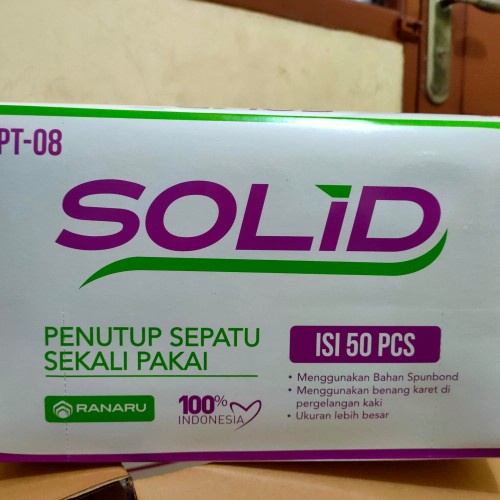 PT-08
SOLiD
PENUTUP SEPATU
SEKALI PAKAI
ISI 50 PCS
• Menggunakan Bahan Spunbond
• Menggunakan benang karet di
pergelangan kaki
• Ukuran lebih besar
RANARU
100%
INDONESIA